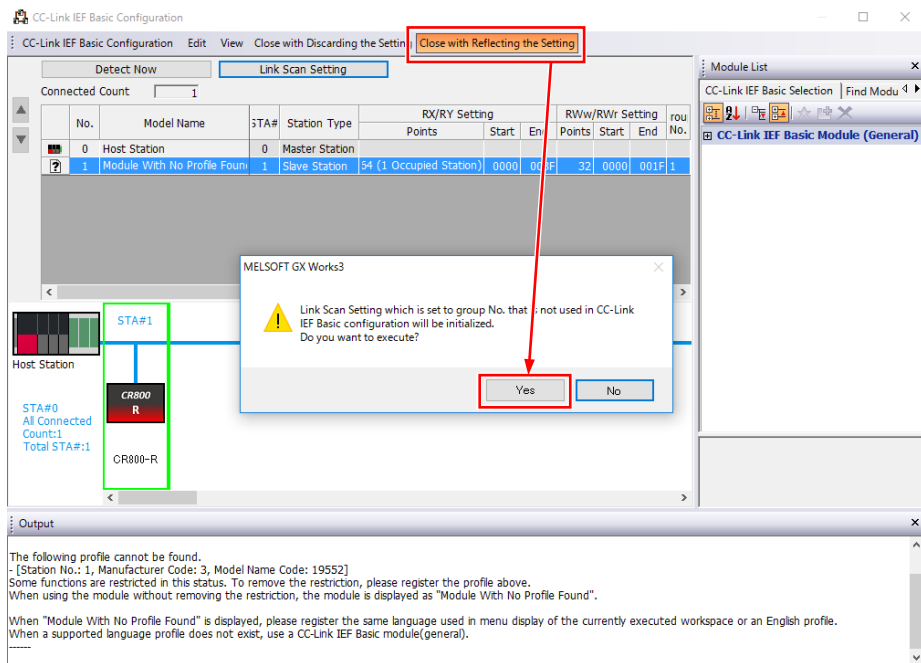 CC-Link IEF Basic Configuration
CC-Link IEF Basic Configuration Edit View Close with Discarding the Settin Close with Reflecting the Setting
Detect Now Link Scan Setting
Connected Count 1
No. Model Name STA# Station Type RX/RY Setting RWw/RWr Setting rou
Points Start End Points Start End No.
0 Host Station 0 Master Station
? 1 Module With No Profile Foun 1 Slave Station 54 (1 Occupied Station) 0000 003F 32 0000 001F 1
Module List
CC-Link IEF Basic Selection Find Modu
CC-Link IEF Basic Module (General)
MELSOFT GX Works3
Link Scan Setting which is set to group No. that is not used in CC-Link
IEF Basic configuration will be initialized.
Do you want to execute?
Yes No
STA#1
Host Station
STA#0
All Connected
Count:1
Total STA#:1
CR800
R
CR800-R
Output
The following profile cannot be found.
- [Station No.: 1, Manufacturer Code: 3, Model Name Code: 19552]
Some functions are restricted in this status. To remove the restriction, please register the profile above.
When using the module without removing the restriction, the module is displayed as "Module With No Profile Found".
When "Module With No Profile Found" is displayed, please register the same language used in menu display of the currently executed workspace or an English profile.
When a supported language profile does not exist, use a CC-Link IEF Basic module(general).
------